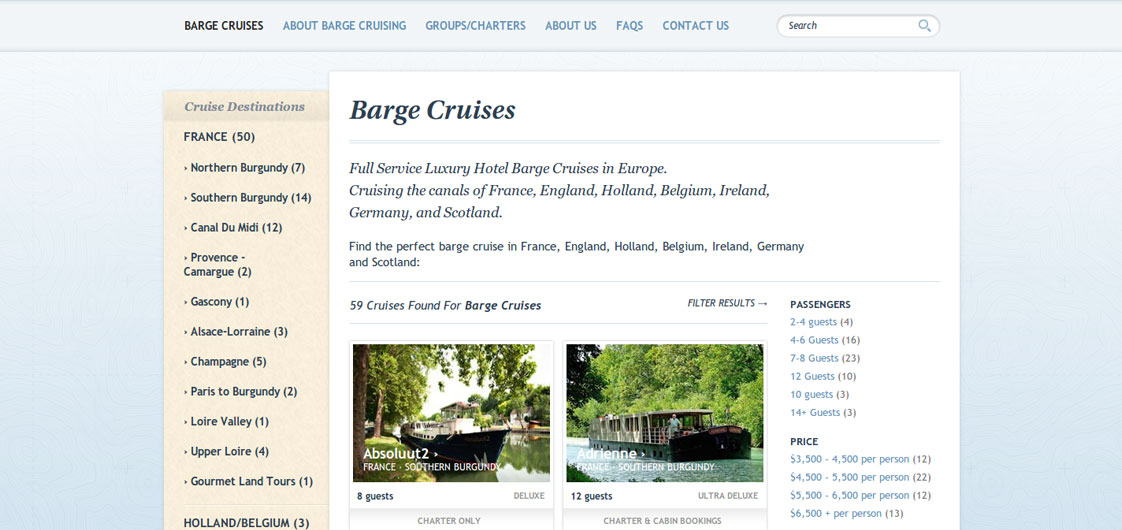 BARGE CRUISES ABOUT BARGE CRUISING GROUPS/CHARTERS ABOUT US FAQS CONTACT US Search
Cruise Destinations
FRANCE (50)
› Northern Burgundy (7)
› Southern Burgundy (14)
› Canal Du Midi (12)
› Provence -
Camargue (2)
› Gascony (1)
› Alsace-Lorraine (3)
› Champagne (5)
› Paris to Burgundy (2)
› Loire Valley (1)
› Upper Loire (4)
› Gourmet Land Tours (1)
HOLLAND/BELGIUM (3)
Barge Cruises
Full Service Luxury Hotel Barge Cruises in Europe.
Cruising the canals of France, England, Holland, Belgium, Ireland,
Germany, and Scotland.
Find the perfect barge cruise in France, England, Holland, Belgium, Ireland, Germany
and Scotland:
59 Cruises Found For Barge Cruises FILTER RESULTS →
Absoluut2 ›
FRANCE · SOUTHERN BURGUNDY
8 guests DELUXE
CHARTER ONLY
Adrienne ›
FRANCE · SOUTHERN BURGUNDY
12 guests ULTRA DELUXE
CHARTER & CABIN BOOKINGS
PASSENGERS
2-4 guests (4)
4-6 Guests (16)
7-8 Guests (23)
12 Guests (10)
10 guests (3)
14+ Guests (3)
PRICE
$3,500 - 4,500 per person (12)
$4,500 - 5,500 per person (22)
$5,500 - 6,500 per person (12)
$6,500 + per person (13)